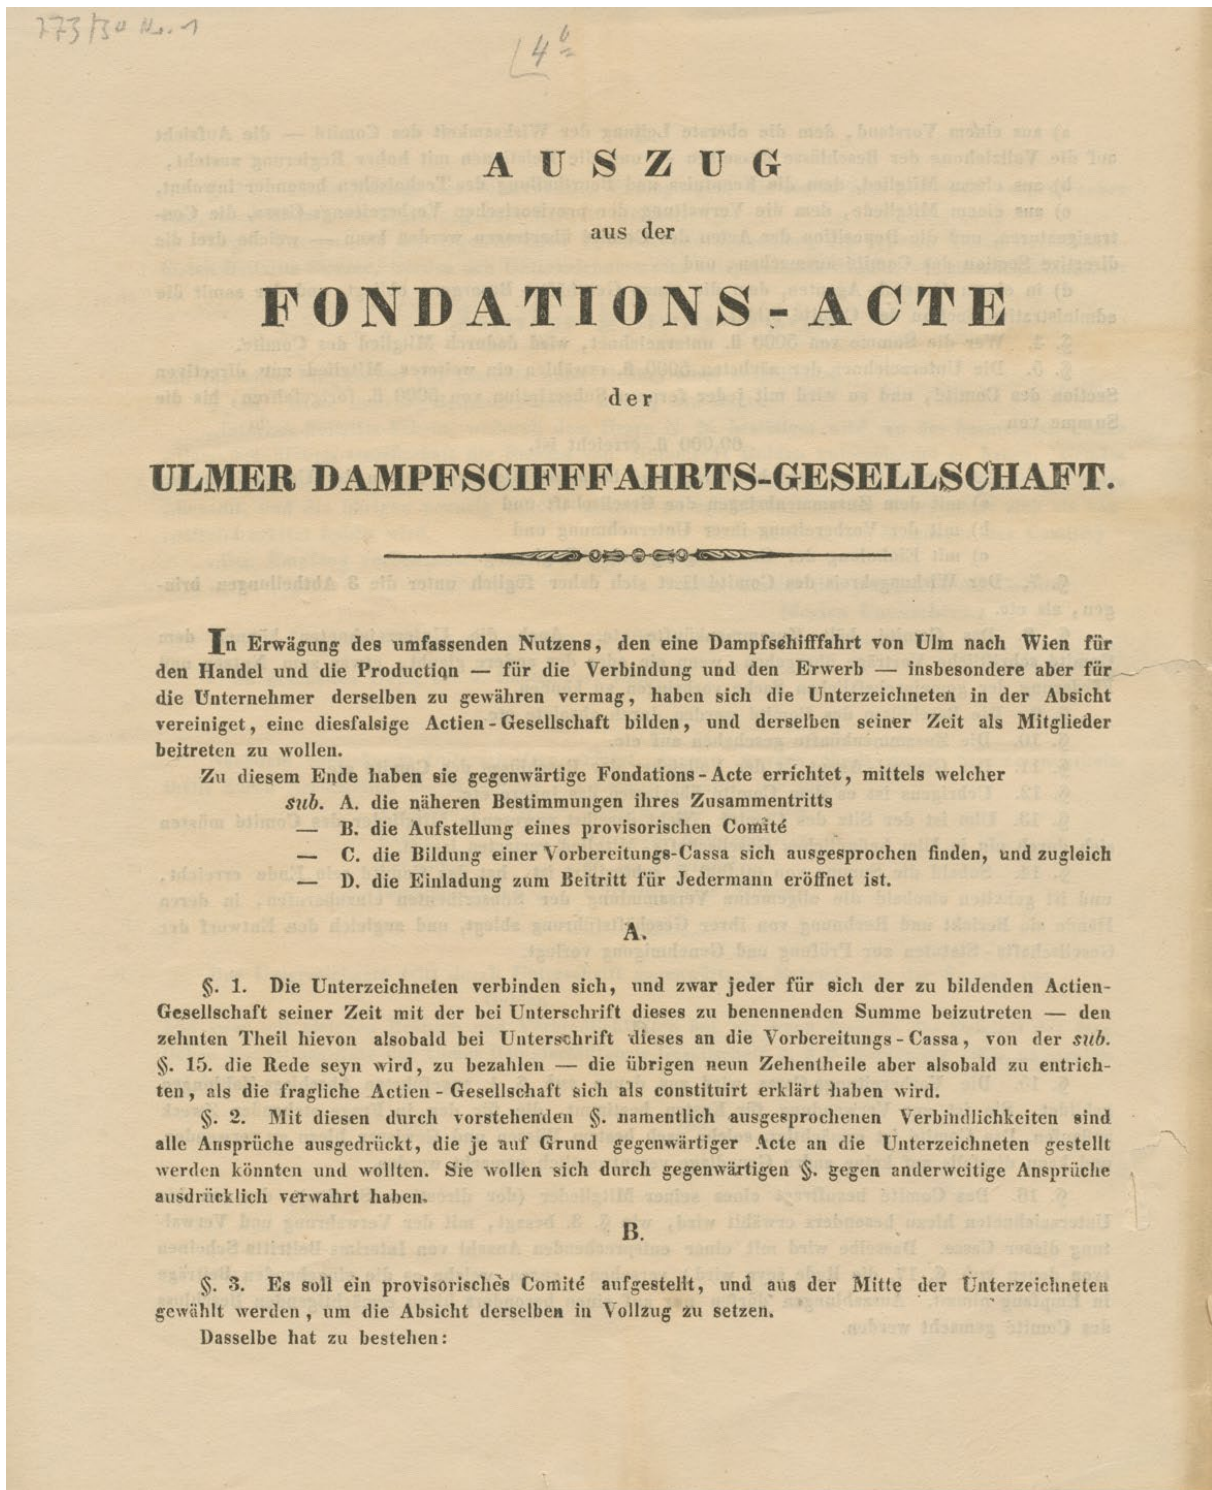 273/30 No. 1
4°
AUSZUG
aus der
FONDATIONS-ACTE
der
ULMER DAMPFSCIFFFAHRTS-GESELLSCHAFT.
In Erwägung des umfassenden Nutzens, den eine Dampfschifffahrt von Ulm nach Wien für
den Handel und die Production — für die Verbindung und den Erwerb — insbesondere aber für
die Unternehmer derselben zu gewähren vermag, haben sich die Unterzeichneten in der Absicht
vereiniget, eine diesfalsige Actien-Gesellschaft bilden, und derselben seiner Zeit als Mitglieder
beitreten zu wollen.
Zu diesem Ende haben sie gegenwärtige Fondations-Acte errichtet, mittels welcher
sub. A. die näheren Bestimmungen ihres Zusammentritts
— B. die Aufstellung eines provisorischen Comité
— C. die Bildung einer Vorbereitungs-Cassa sich ausgesprochen finden, und zugleich
— D. die Einladung zum Beitritt für Jedermann eröffnet ist.
A.
§. 1. Die Unterzeichneten verbinden sich, und zwar jeder für sich der zu bildenden Actien-
Gesellschaft seiner Zeit mit der bei Unterschrift dieses zu benennenden Summe beizutreten — den
zehnten Theil hievon alsobald bei Unterschrift dieses an die Vorbereitungs-Cassa, von der sub.
§. 15. die Rede seyn wird, zu bezahlen — die übrigen neun Zehentheile aber alsobald zu entrich-
ten, als die fragliche Actien-Gesellschaft sich als constituirt erklärt haben wird.
§. 2. Mit diesen durch vorstehenden §. namentlich ausgesprochenen Verbindlichkeiten sind
alle Ansprüche ausgedrückt, die je auf Grund gegenwärtiger Acte an die Unterzeichneten gestellt
werden könnten und wollten. Sie wollen sich durch gegenwärtigen §. gegen anderweitige Ansprüche
ausdrücklich verwahrt haben.
B.
§. 3. Es soll ein provisorisches Comité aufgestellt, und aus der Mitte der Unterzeichneten
gewählt werden, um die Absicht derselben in Vollzug zu setzen.
Dasselbe hat zu bestehen: